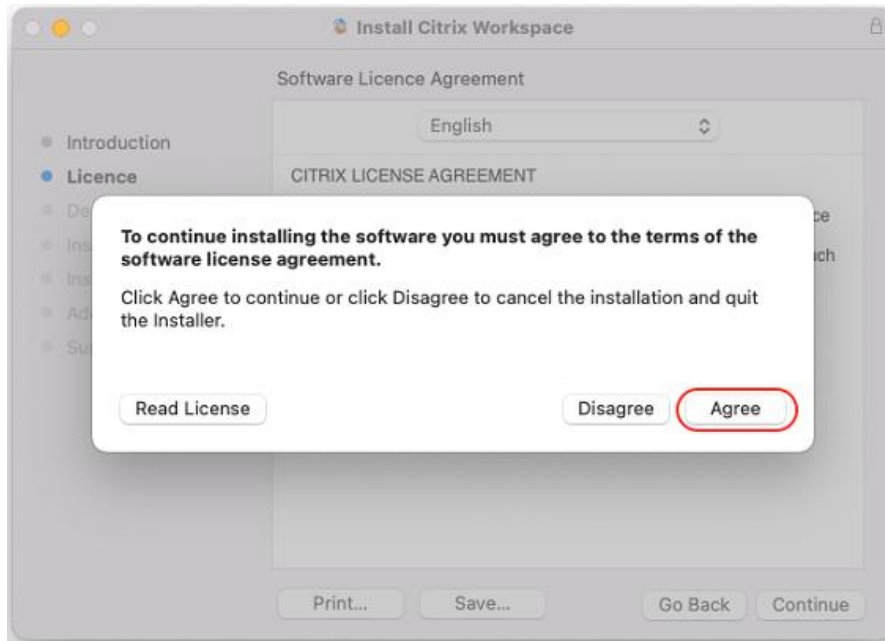 Install Citrix Workspace
Software Licence Agreement
English
Introduction
Licence
CITRIX LICENSE AGREEMENT
To continue installing the software you must agree to the terms of the
software license agreement.
Click Agree to continue or click Disagree to cancel the installation and quit
the Installer.
Read License
Disagree
Agree
Print...
Save...
Go Back
Continue